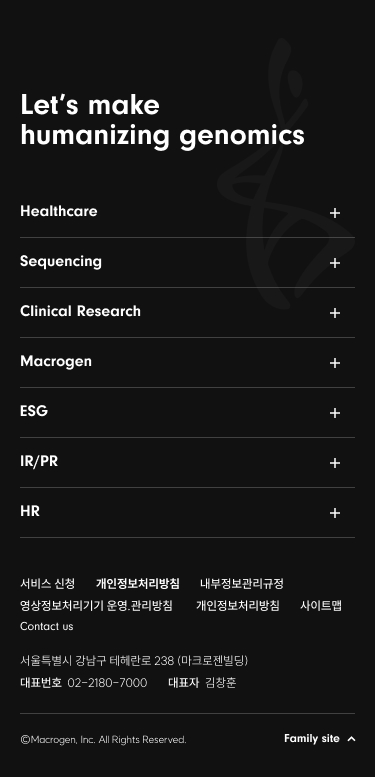 Let's make
humanizing genomics
Healthcare
Sequencing
Clinical Research
Macrogen
ESG
IR/PR
HR
서비스 신청 개인정보처리방침 내부정보관리규정
영상정보처리기기 운영.관리방침 개인정보처리방침 사이트맵
Contact us
서울특별시 강남구 테헤란로 238 (마크로젠빌딩)
대표번호 02-2180-7000 대표자 김창훈
©Macrogen, Inc. All Rights Reserved. Family site